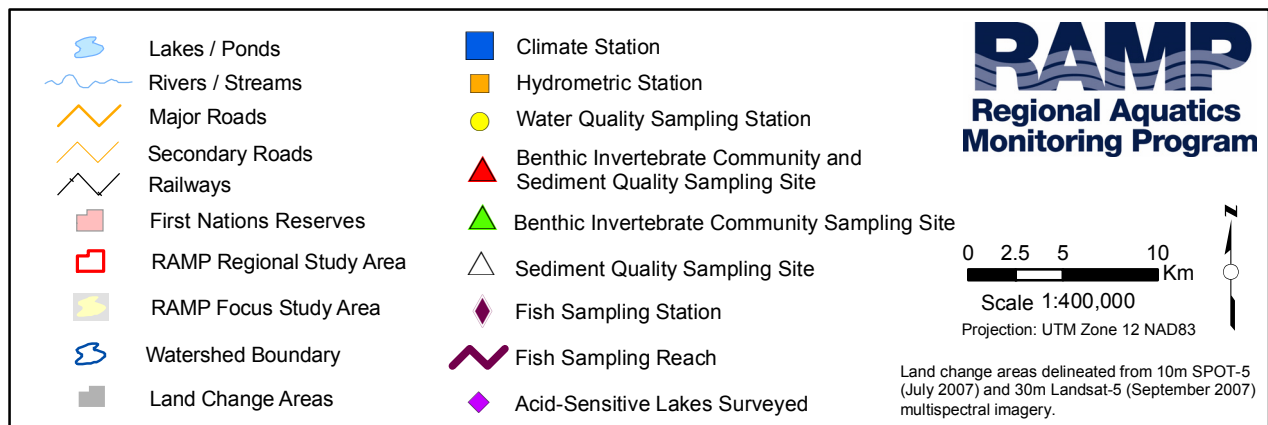 Lakes / Ponds
Rivers / Streams
Major Roads
Secondary Roads
Railways
First Nations Reserves
RAMP Regional Study Area
RAMP Focus Study Area
Watershed Boundary
Land Change Areas
Climate Station
Hydrometric Station
Water Quality Sampling Station
Benthic Invertebrate Community and
Sediment Quality Sampling Site
Benthic Invertebrate Community Sampling Site
Sediment Quality Sampling Site
Fish Sampling Station
Fish Sampling Reach
Acid-Sensitive Lakes Surveyed
RAMP
Regional Aquatics
Monitoring Program
N
0 2.5 5 10
Km
Scale 1:400,000
Projection: UTM Zone 12 NAD83
Land change areas delineated from 10m SPOT-5
(July 2007) and 30m Landsat-5 (September 2007)
multispectral imagery.